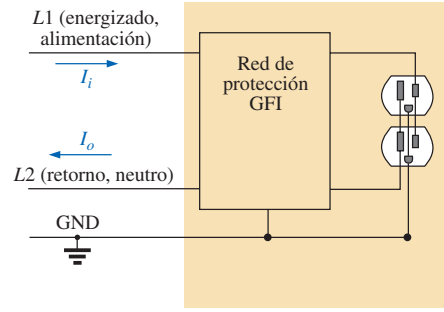 L1 (energizado,
alimentación)
Ii
Red de
protección
GFI
Io
L2 (retorno, neutro)
GND